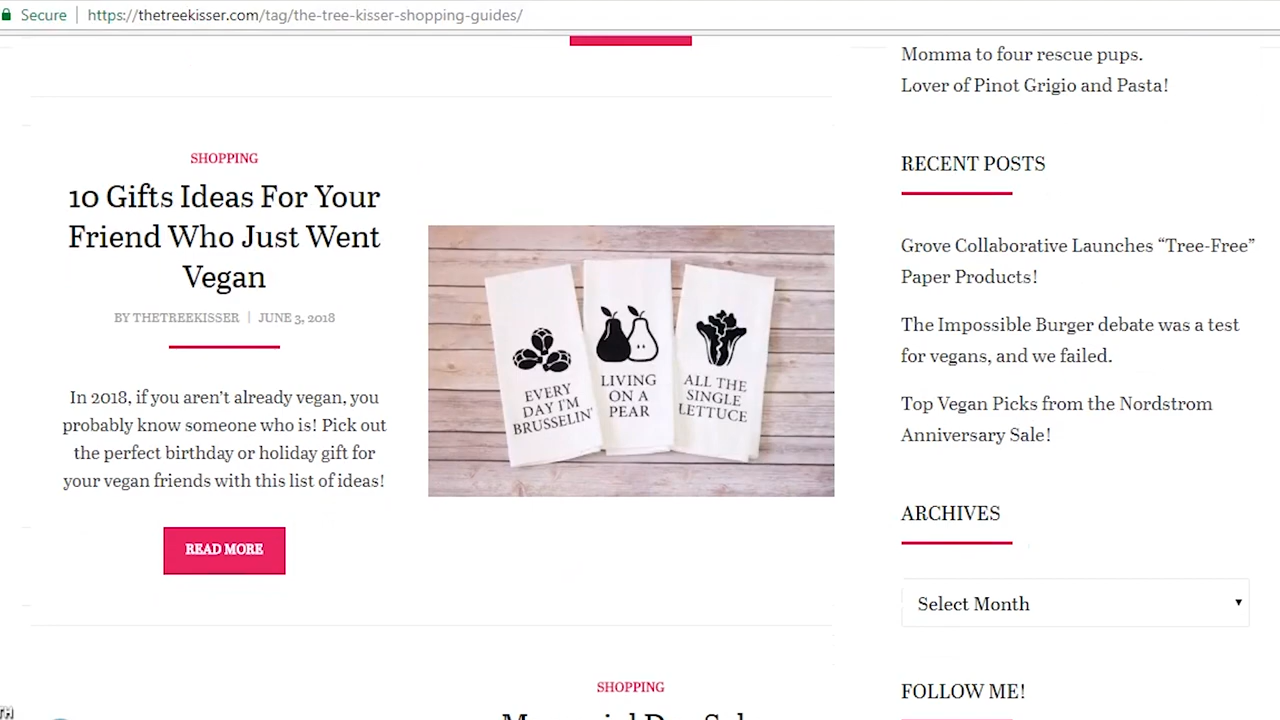 Secure
https://thetreekisser.com/tag/the-tree-kisser-shopping-guides/
SHOPPING
10 Gifts Ideas For Your
Friend Who Just Went
Vegan
BY THETREEKISSER | JUNE 3, 2018
In 2018, if you aren't already vegan, you
probably know someone who is! Pick out
the perfect birthday or holiday gift for
your vegan friends with this list of ideas!
READ MORE
EVERY
DAY I'M
BRUSSELIN'
LIVING
ON A
PEAR
ALL THE
SINGLE
LETTUCE
SHOPPING
Momma to four rescue pups.
Lover of Pinot Grigio and Pasta!
RECENT POSTS
Grove Collaborative Launches “Tree-Free”
Paper Products!
The Impossible Burger debate was a test
for vegans, and we failed.
Top Vegan Picks from the Nordstrom
Anniversary Sale!
ARCHIVES
Select Month
FOLLOW ME!